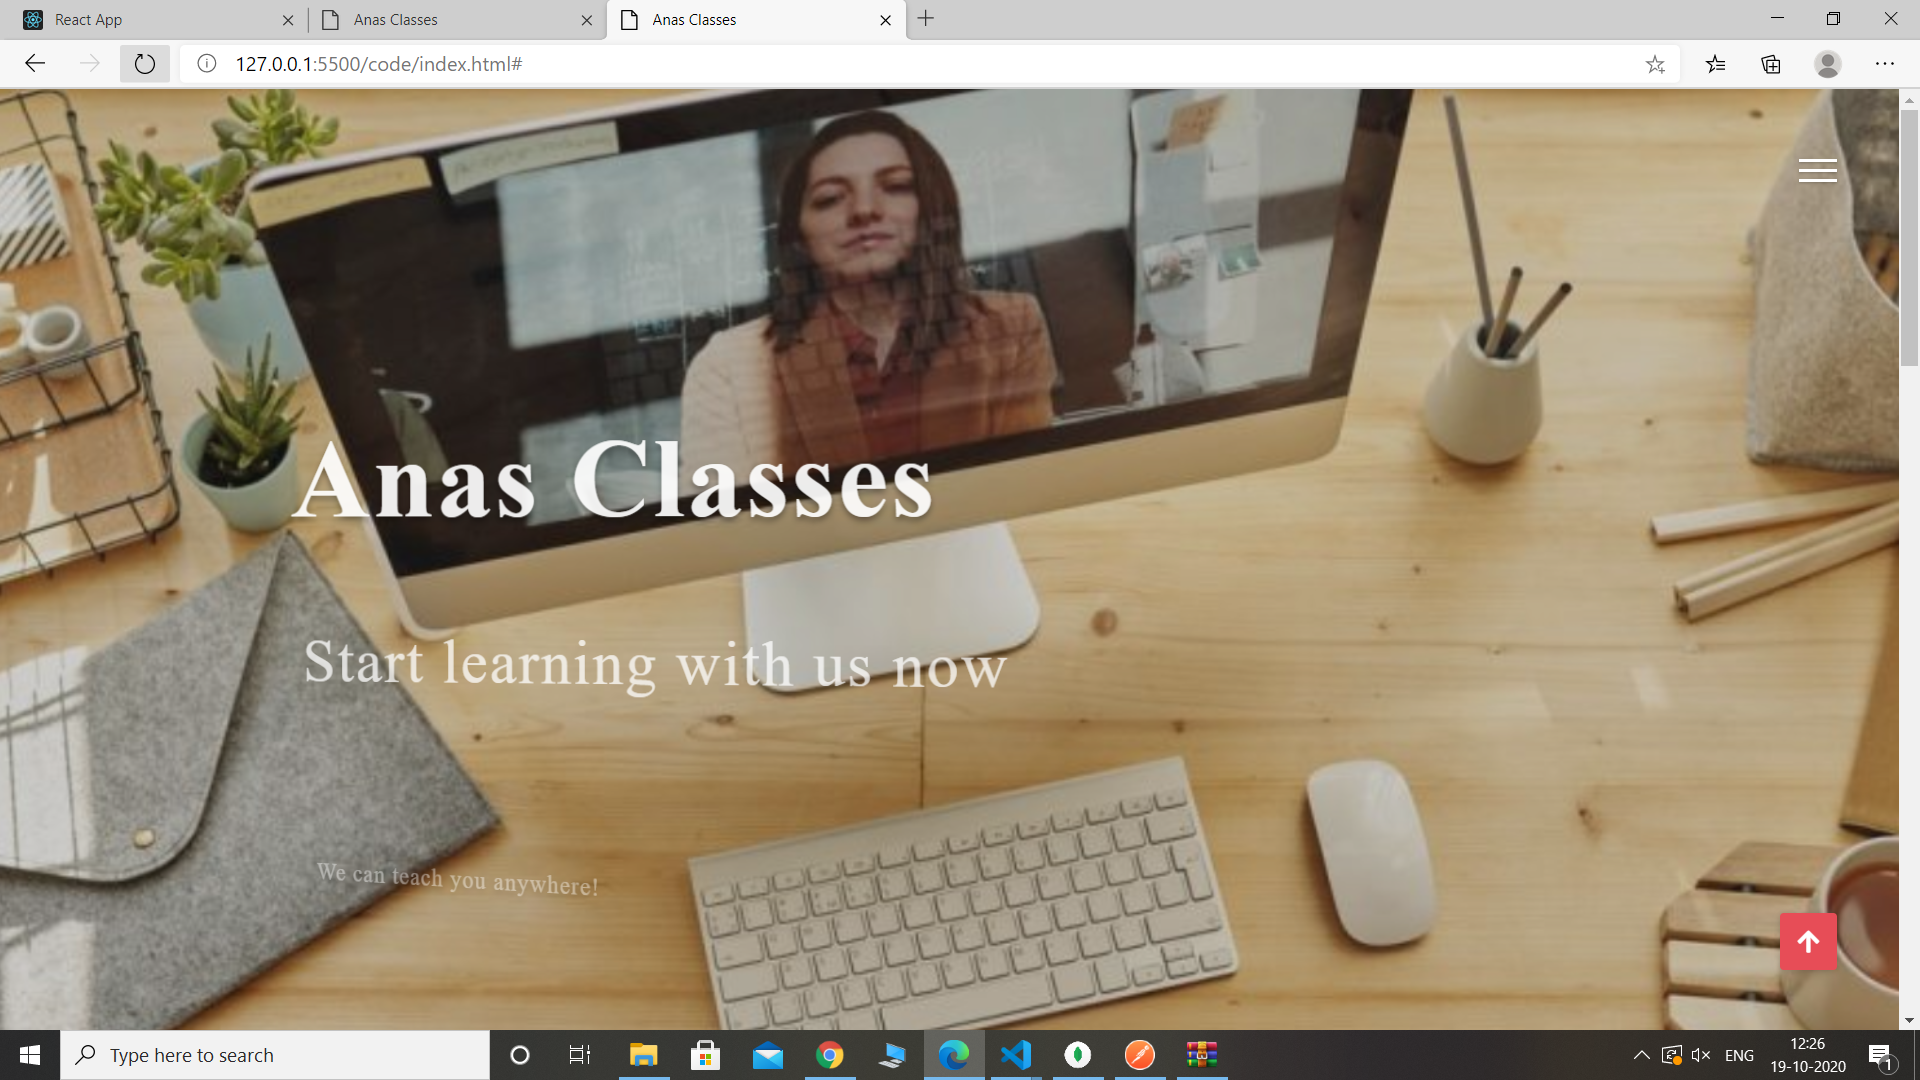 React App
Anas Classes
Anas Classes
127.0.0.1:5500/code/index.html#
Anas Classes
Start learning with us now
We can teach you anywhere!
Type here to search
ENG
12:26
19-10-2020
1